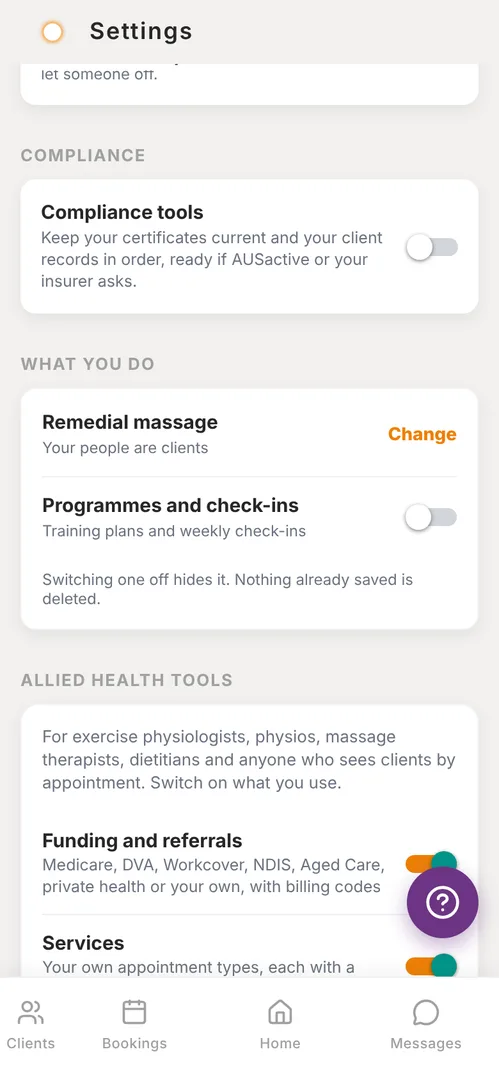 Settings
let someone off.
COMPLIANCE
Compliance tools
Keep your certificates current and your client
records in order, ready if AUSactive or your
insurer asks.
WHAT YOU DO
Remedial massage
Change
Your people are clients
Programmes and check-ins
Training plans and weekly check-ins
Switching one off hides it. Nothing already saved is
deleted.
ALLIED HEALTH TOOLS
For exercise physiologists, physios, massage
therapists, dietitians and anyone who sees clients by
appointment. Switch on what you use.
Funding and referrals
Medicare, DVA, Workcover, NDIS, Aged Care,
private health or your own, with billing codes
Services
Your own appointment types, each with a
Clients
Bookings
Home
Messages